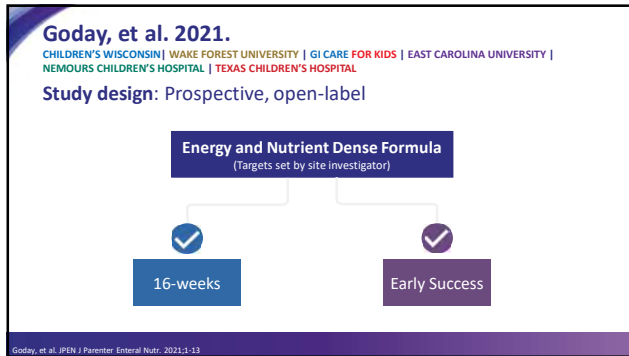 Goday, et al. 2021.
CHILDREN'S WISCONSIN| WAKE FOREST UNIVERSITY | GI CARE FOR KIDS | EAST CAROLINA UNIVERSITY |
NEMOURS CHILDREN'S HOSPITAL | TEXAS CHILDREN'S HOSPITAL
Study design: Prospective, open-label
Energy and Nutrient Dense Formula
(Targets set by site investigator)
16-weeks
Early Success
Goday, et al. JPEN J Parenter Enteral Nutr. 2021;1-13